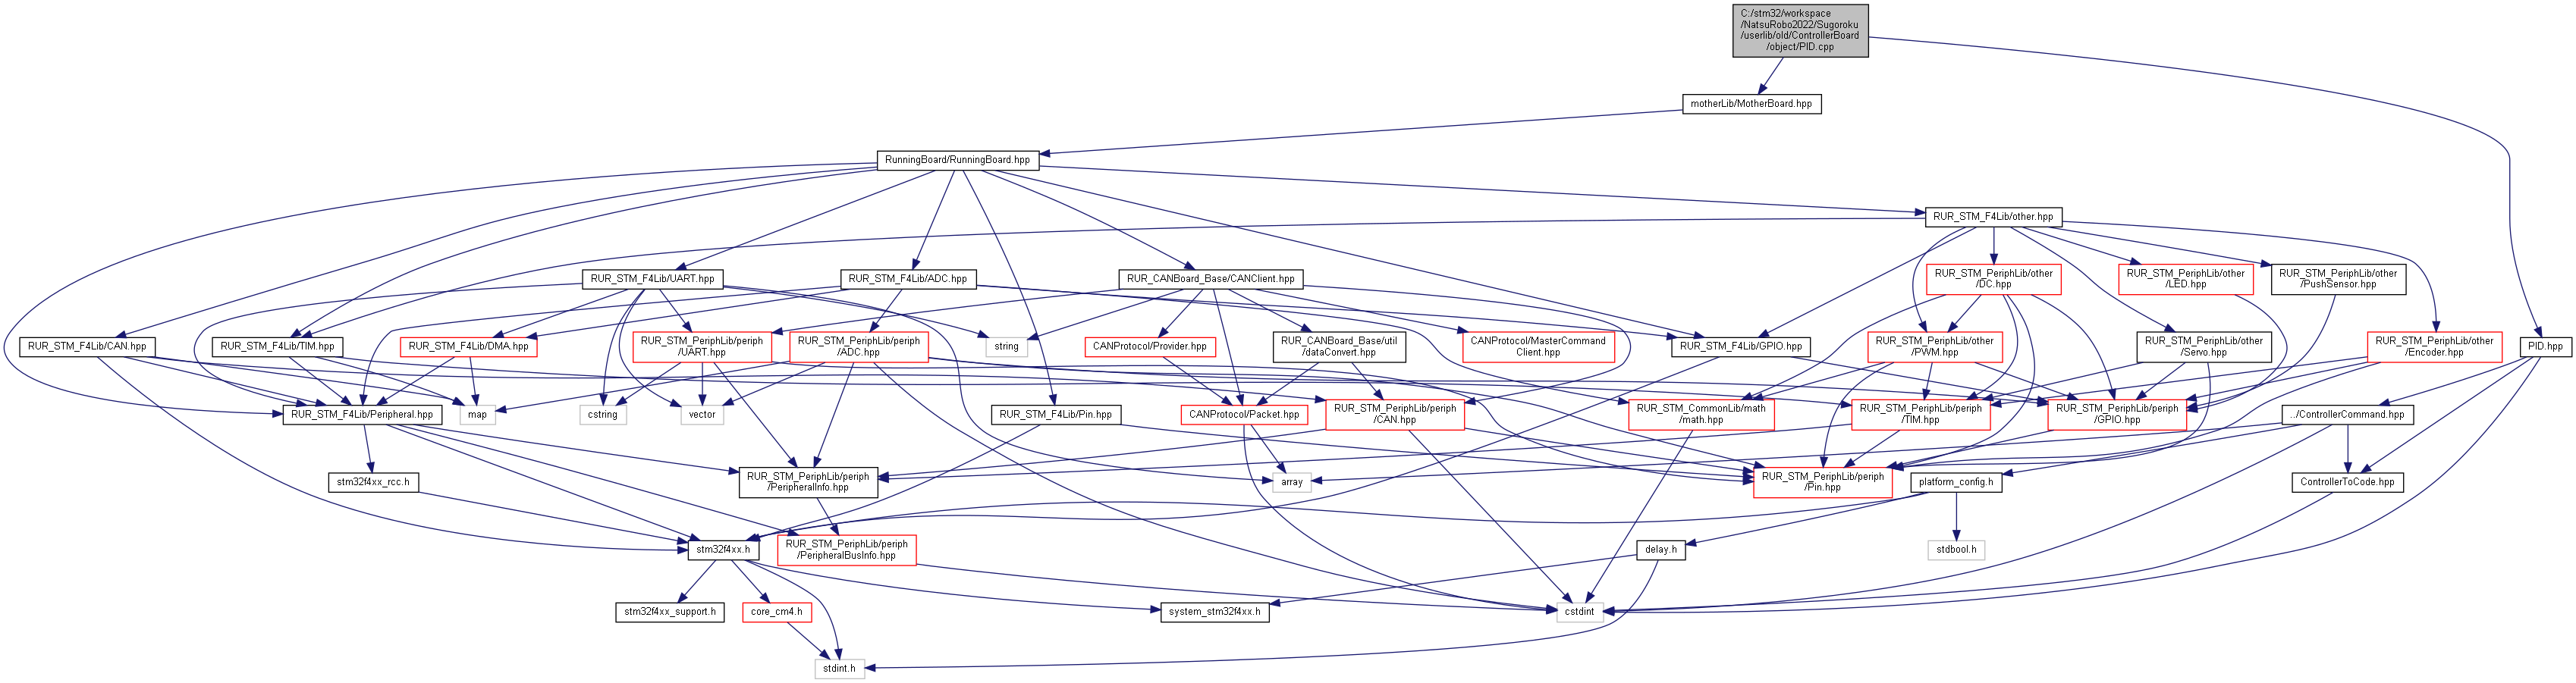 C:/stm32/workspace
/NatsuRobo2022/Sugoroku
/userlib/old/ControllerBoard
/object/PID.cpp
motherLib/MotherBoard.hpp
RunningBoard/RunningBoard.hpp
RUR_STM_F4Lib/other.hpp
RUR_STM_F4Lib/UART.hpp
RUR_STM_F4Lib/ADC.hpp
RUR_CANBoard_Base/CANClient.hpp
RUR_STM_PeriphLib/other
/DC.hpp
RUR_STM_PeriphLib/other
/LED.hpp
RUR_STM_PeriphLib/other
/PushSensor.hpp
RUR_STM_F4Lib/CAN.hpp
RUR_STM_F4Lib/TIM.hpp
RUR_STM_F4Lib/DMA.hpp
RUR_STM_PeriphLib/periph
/UART.hpp
RUR_STM_PeriphLib/periph
/ADC.hpp
string
CANProtocol/Provider.hpp
RUR_CANBoard_Base/util
/dataConvert.hpp
CANProtocol/MasterCommand
Client.hpp
RUR_STM_F4Lib/GPIO.hpp
RUR_STM_PeriphLib/other
/PWM.hpp
RUR_STM_PeriphLib/other
/Servo.hpp
RUR_STM_PeriphLib/other
/Encoder.hpp
PID.hpp
RUR_STM_F4Lib/Peripheral.hpp
map
cstring
vector
RUR_STM_F4Lib/Pin.hpp
CANProtocol/Packet.hpp
RUR_STM_PeriphLib/periph
/CAN.hpp
RUR_STM_CommonLib/math
/math.hpp
RUR_STM_PeriphLib/periph
/TIM.hpp
RUR_STM_PeriphLib/periph
/GPIO.hpp
../ControllerCommand.hpp
stm32f4xx_rcc.h
RUR_STM_PeriphLib/periph
/PeripheralInfo.hpp
array
RUR_STM_PeriphLib/periph
/Pin.hpp
platform_config.h
ControllerToCode.hpp
stm32f4xx.h
RUR_STM_PeriphLib/periph
/PeripheralBusInfo.hpp
delay.h
stdbool.h
stm32f4xx_support.h
core_cm4.h
system_stm32f4xx.h
cstdint
stdint.h